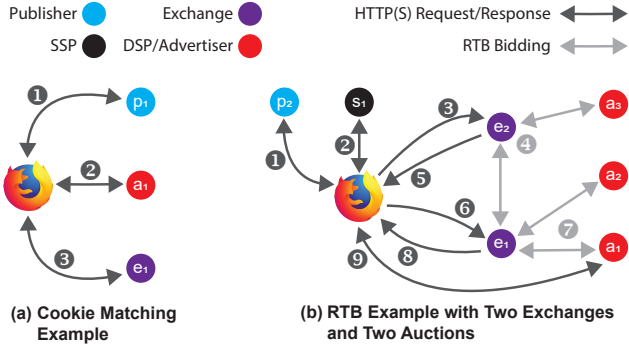 Publisher
Exchange
HTTP(S) Request/Response
SSP
DSP/Advertiser
RTB Bidding
1
p₁
2
a₁
3
e₁
p₂
s₁
3
e₂
a₃
1
2
4
5
a₂
6
e₁
7
a₁
8
9
(a) Cookie Matching
Example
(b) RTB Example with Two Exchanges
and Two Auctions